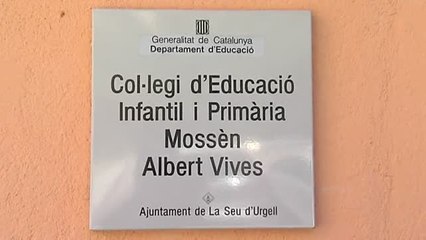 Generalitat de Catalunya
Departament d'Educació
Col·legi d'Educació
Infantil i Primària
Mossèn
Albert Vives
Ajuntament de La Seu d'Urgell